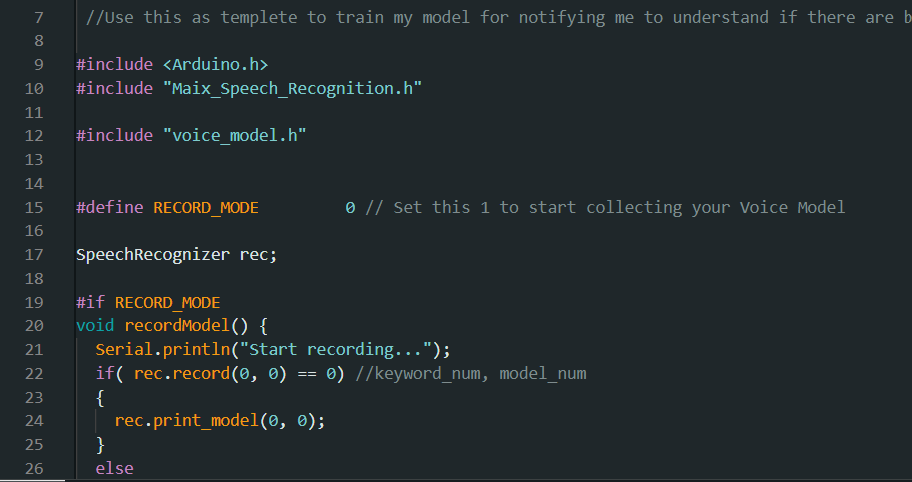 7 //Use this as templete to train my model for notifying me to understand if there are b
8
9 #include <Arduino.h>
10 #include "Maix_Speech_Recognition.h"
11
12 #include "voice_model.h"
13
14
15 #define RECORD_MODE 0 // Set this 1 to start collecting your Voice Model
16
17 SpeechRecognizer rec;
18
19 #if RECORD_MODE
20 void recordModel() {
21 Serial.println("Start recording...");
22 if( rec.record(0, 0) == 0) //keyword_num, model_num
23 {
24 rec.print_model(0, 0);
25 }
26 else